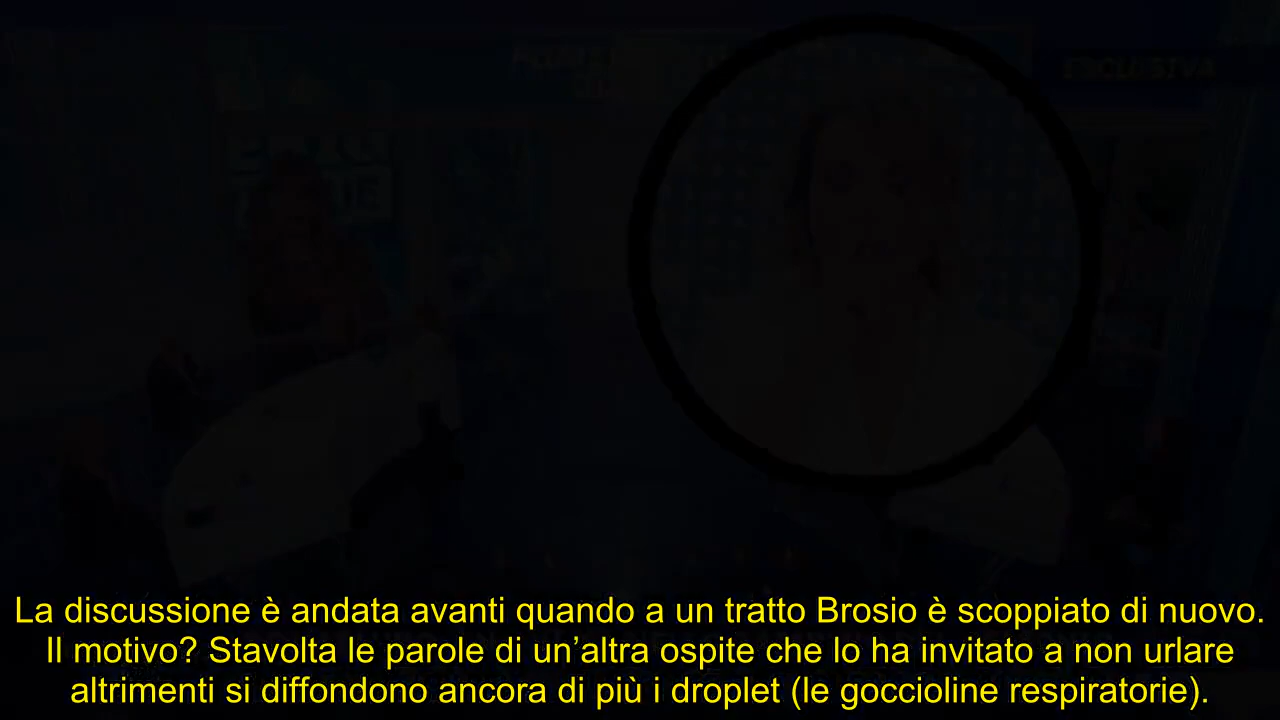 ESCLUSIVA
La discussione è andata avanti quando a un tratto Brosio è scoppiato di nuovo.
Il motivo? Stavolta le parole di un’altra ospite che lo ha invitato a non urlare
altrimenti si diffondono ancora di più i droplet (le goccioline respiratorie).